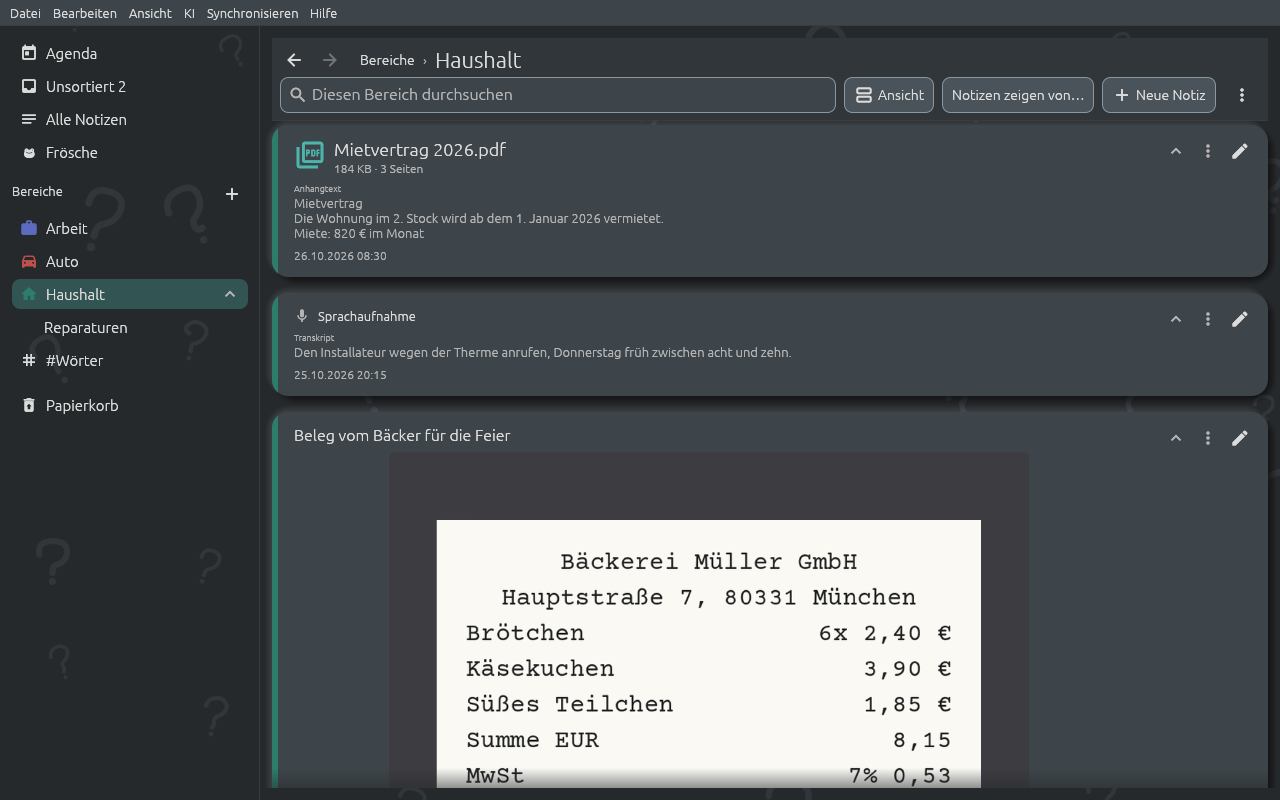 Datei Bearbeiten Ansicht KI Synchronisieren Hilfe
Agenda
Unsortiert 2
Alle Notizen
Frösche
Bereiche
Arbeit
Auto
Haushalt
Reparaturen
#Wörter
Papierkorb
Bereiche › Haushalt
Diesen Bereich durchsuchen
Ansicht
Notizen zeigen von…
Neue Notiz
PDF
Mietvertrag 2026.pdf
184 KB · 3 Seiten
Anhangtext
Mietvertrag
Die Wohnung im 2. Stock wird ab dem 1. Januar 2026 vermietet.
Miete: 820 € im Monat
26.10.2026 08:30
Sprachaufnahme
Transkript
Den Installateur wegen der Therme anrufen, Donnerstag früh zwischen acht und zehn.
25.10.2026 20:15
Beleg vom Bäcker für die Feier
Bäckerei Müller GmbH
Hauptstraße 7, 80331 München
Brötchen 6x 2,40 €
Käsekuchen 3,90 €
Süßes Teilchen 1,85 €
Summe EUR 8,15
MwSt 7% 0,53